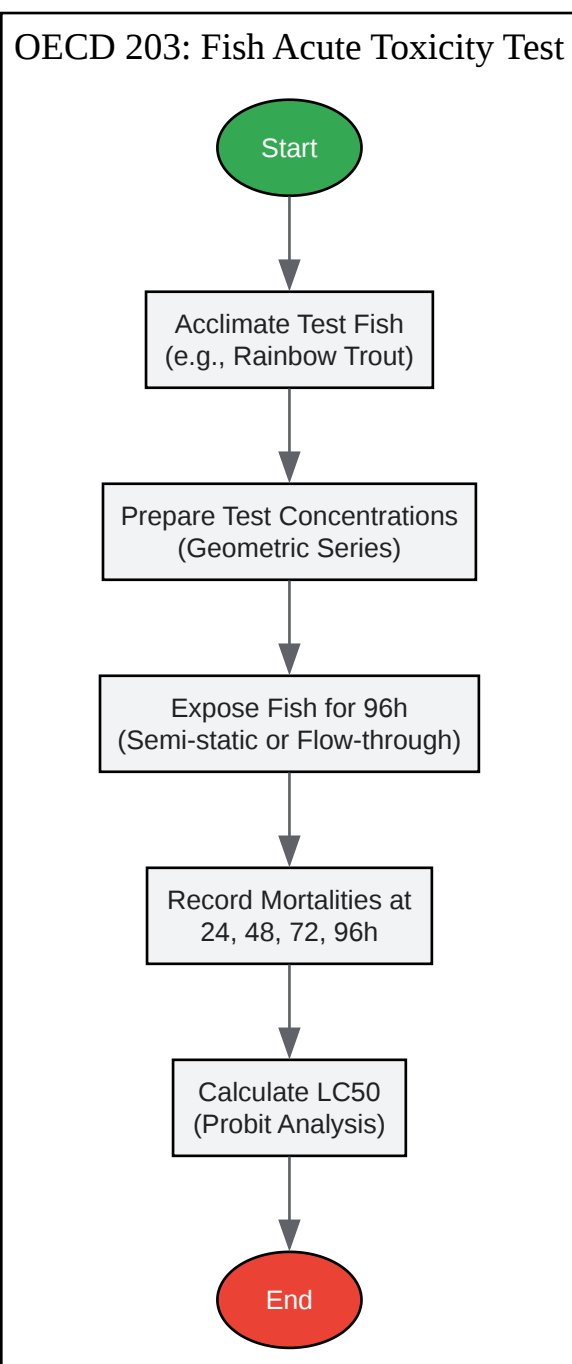 OECD 203: Fish Acute Toxicity Test
Start
Acclimate Test Fish
(e.g., Rainbow Trout)
Prepare Test Concentrations
(Geometric Series)
Expose Fish for 96h
(Semi-static or Flow-through)
Record Mortalities at
24, 48, 72, 96h
Calculate LC50
(Probit Analysis)
End